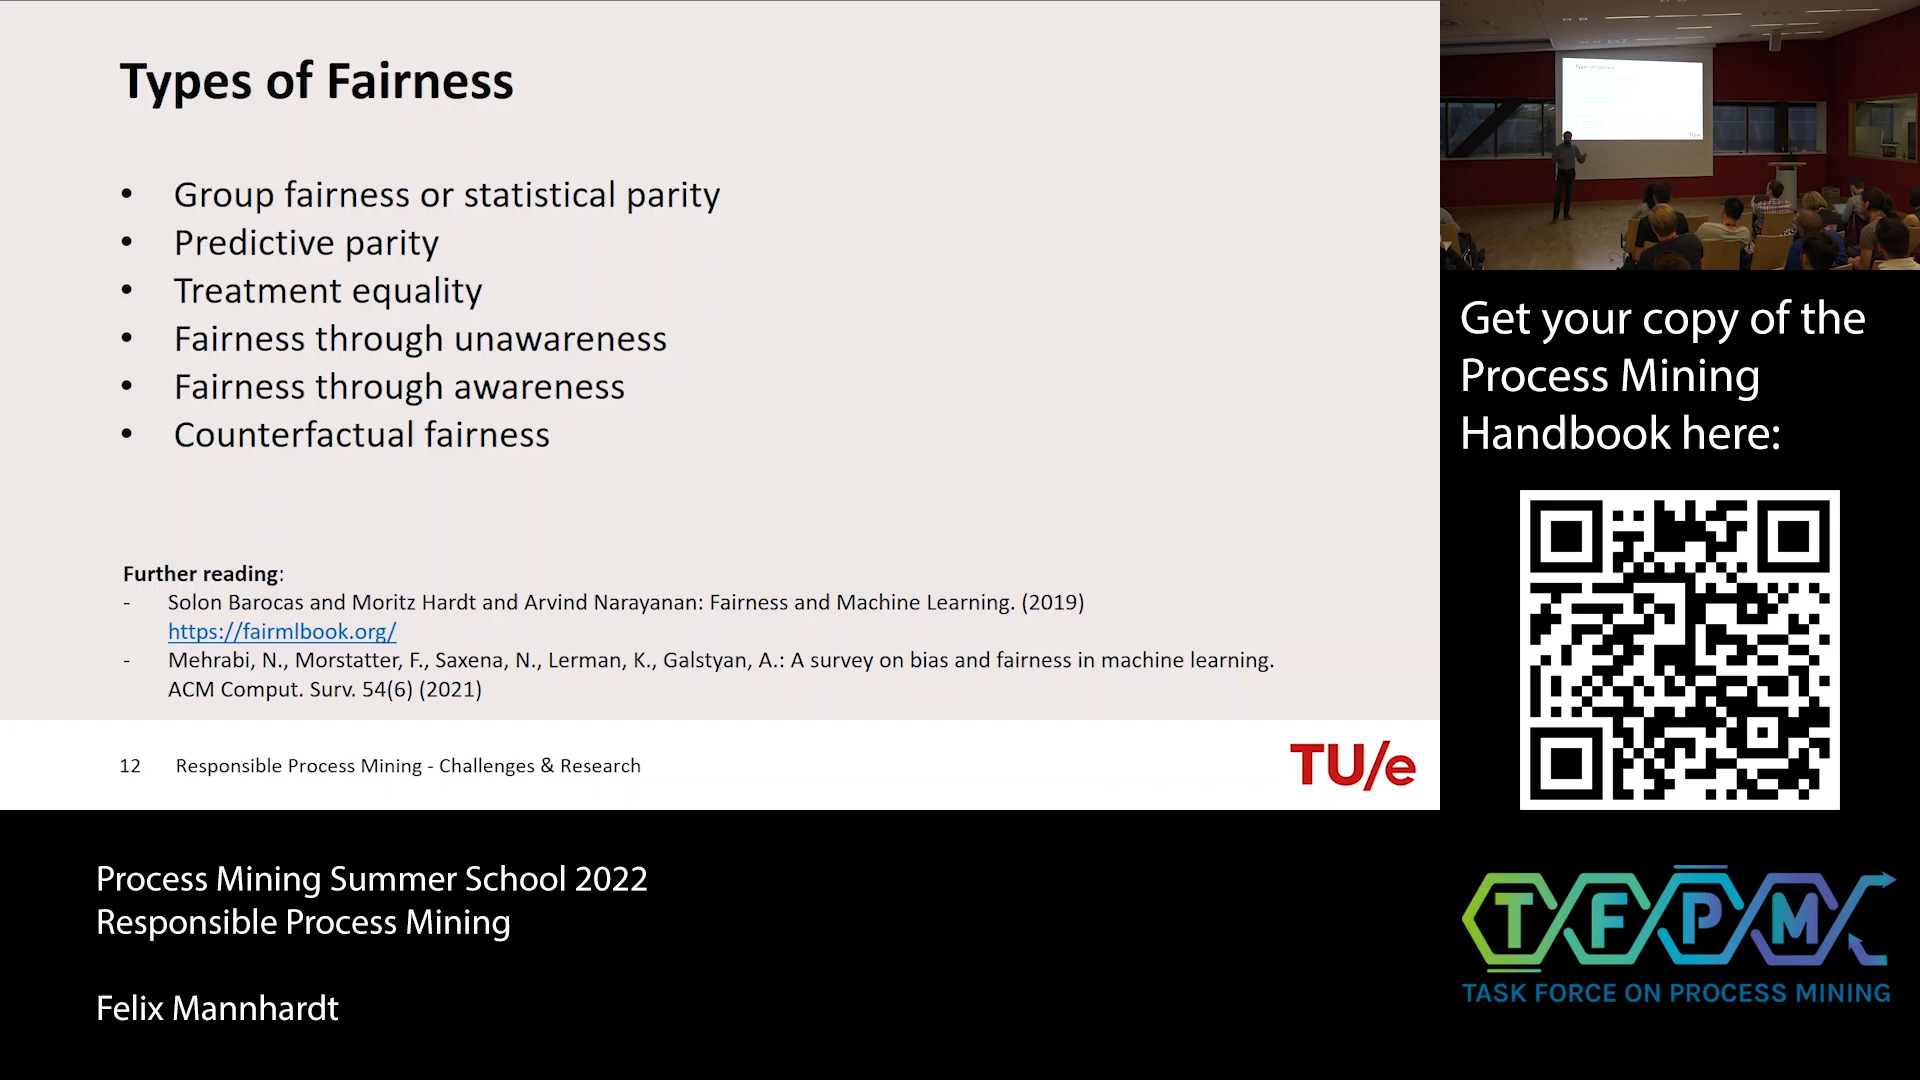 Types of Fairness
• Group fairness or statistical parity
• Predictive parity
• Treatment equality
• Fairness through unawareness
• Fairness through awareness
• Counterfactual fairness
Further reading:
- Solon Barocas and Moritz Hardt and Arvind Narayanan: Fairness and Machine Learning. (2019)
https://fairmlbook.org/
- Mehrabi, N., Morstatter, F., Saxena, N., Lerman, K., Galstyan, A.: A survey on bias and fairness in machine learning.
ACM Comput. Surv. 54(6) (2021)
12 Responsible Process Mining - Challenges & Research
TU/e
Types of Fairness
TU/e
Get your copy of the
Process Mining
Handbook here:
Process Mining Summer School 2022
Responsible Process Mining
Felix Mannhardt
TFPM
TASK FORCE ON PROCESS MINING